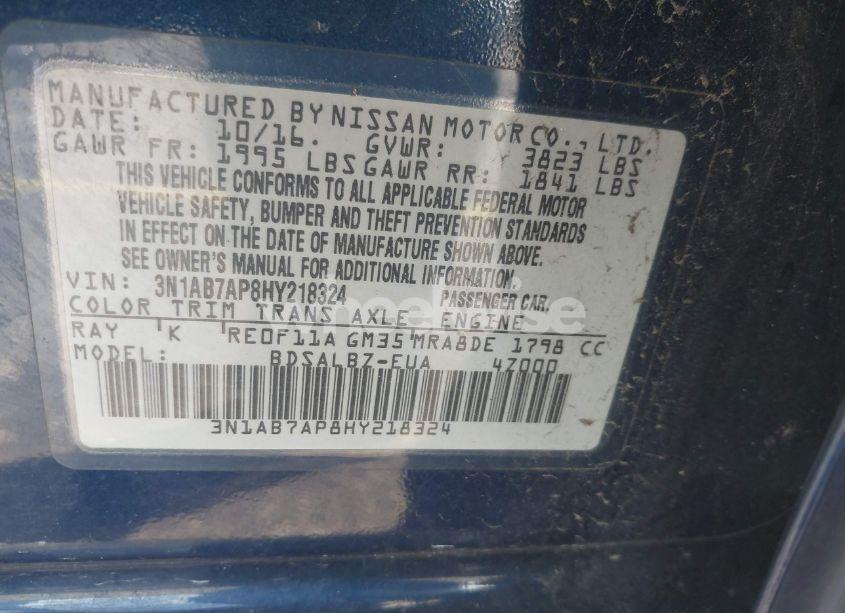 MANUFACTURED BY NISSAN MOTOR CO., LTD.
DATE: 10/16. GVWR: 3823 LBS
GAWR FR: 1995 LBS GAWR RR: 1841 LBS
THIS VEHICLE CONFORMS TO ALL APPLICABLE FEDERAL MOTOR
VEHICLE SAFETY, BUMPER AND THEFT PREVENTION STANDARDS
IN EFFECT ON THE DATE OF MANUFACTURE SHOWN ABOVE.
SEE OWNER'S MANUAL FOR ADDITIONAL INFORMATION.
VIN: 3N1AB7AP8HY218324 PASSENGER CAR.
COLOR TRIM TRANS AXLE ENGINE
RAY K RE0F11A GM35 MRA8DE 1798 CC
MODEL: BDSALBZ-EUA 4Z000
3N1AB7AP8HY218324